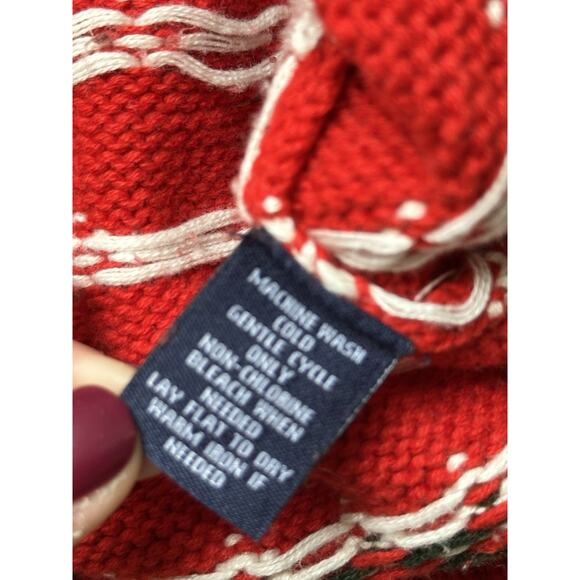 MACHINE WASH
COLD
GENTLE CYCLE
ONLY
NON-CHLORINE
BLEACH WHEN
NEEDED
LAY FLAT TO DRY
WARM IRON IF
NEEDED